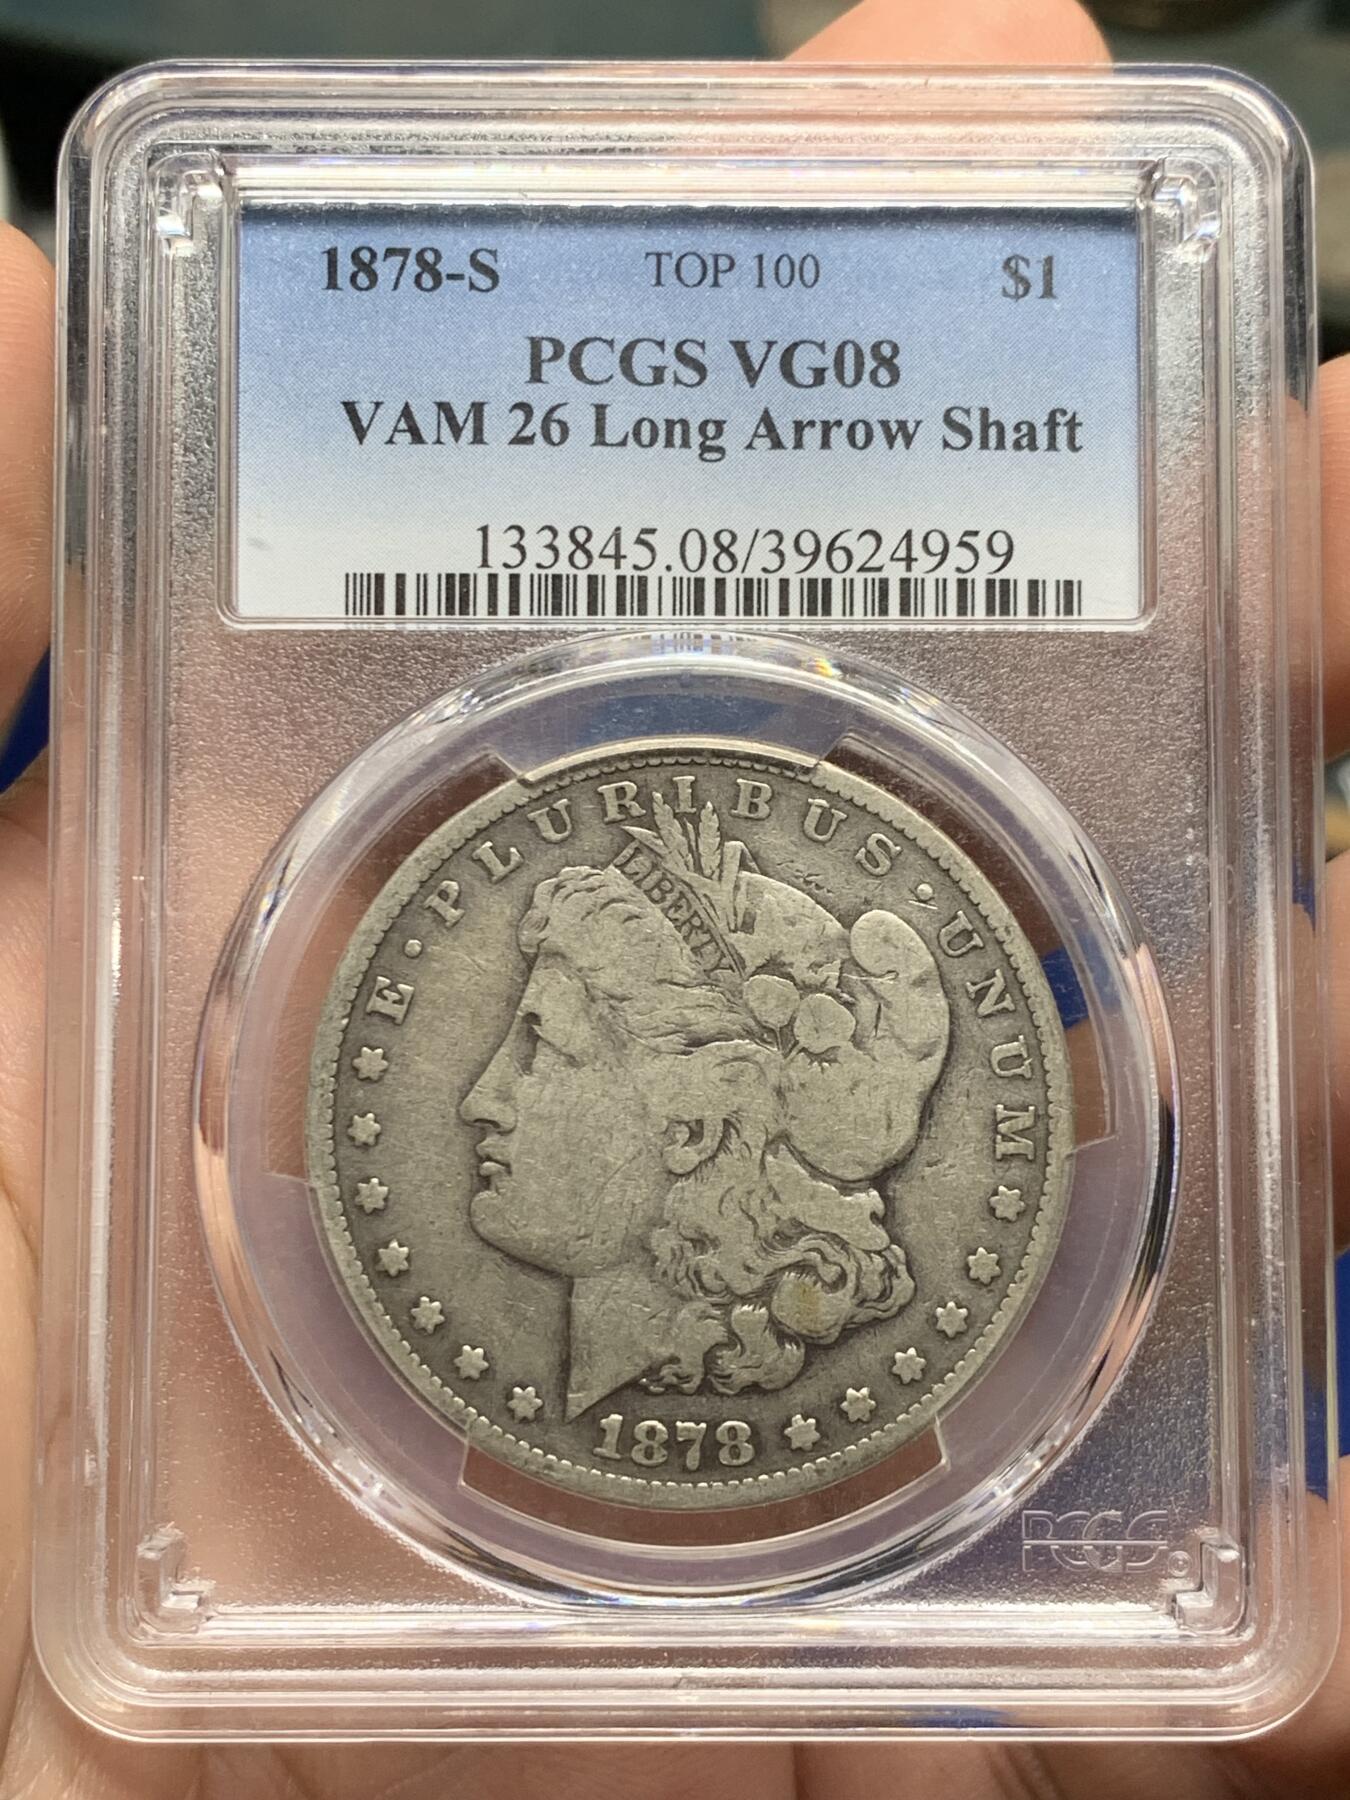 1878-S TOP 100 $1
PCGS VG08
VAM 26 Long Arrow Shaft
133845.08/39624959
E·PLURIBUS·UNUM
LIBERTY
1878
PCGS